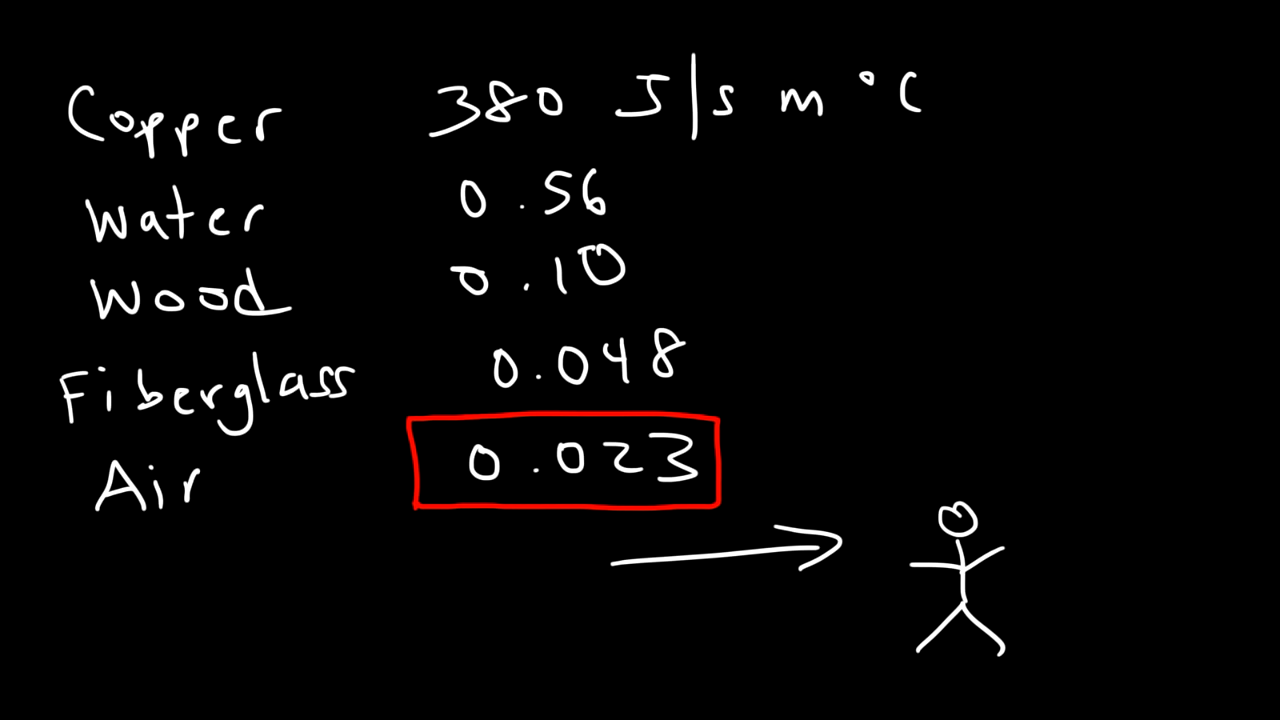 Copper 380 J/s m °C
Water 0.56
Wood 0.10
Fiberglass 0.048
Air 0.023